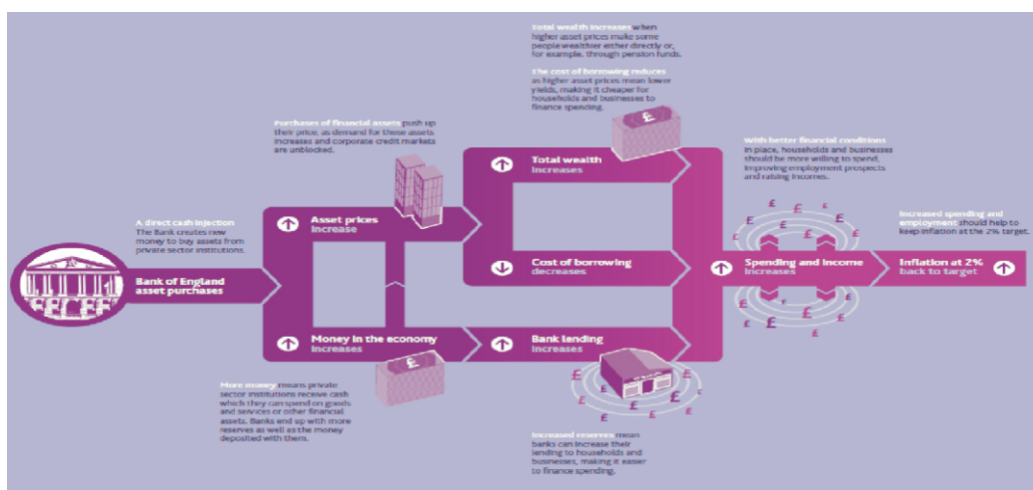 Total wealth increases when
higher asset prices make some
people wealthier either directly or,
for example, through pension funds.
The cost of borrowing reduces
as higher asset prices mean lower
yields, making it cheaper for
households and businesses to
finance spending.
Purchases of financial assets push up
their price, as demand for those assets
increases and corporate credit markets
are unblocked.
With better financial conditions
in place, households and businesses
should be more willing to spend,
improving employment prospects
and raising incomes.
Total wealth
increases
A direct cash injection
The Bank creates new
money to buy assets from
private sector institutions.
Asset prices
increase
Increased spending and
employment should help to
keep inflation at the 2% target.
Bank of England
asset purchases
Cost of borrowing
decreases
Spending and income
increases
Inflation at 2%
back to target
Money in the economy
increases
Bank lending
increases
More money means private
sector institutions receive cash
which they can spend on goods
and services or other financial
assets. Banks end up with more
reserves as well as the money
deposited with them.
Increased reserves mean
banks can increase their
lending to households and
businesses, making it easier
to finance spending.